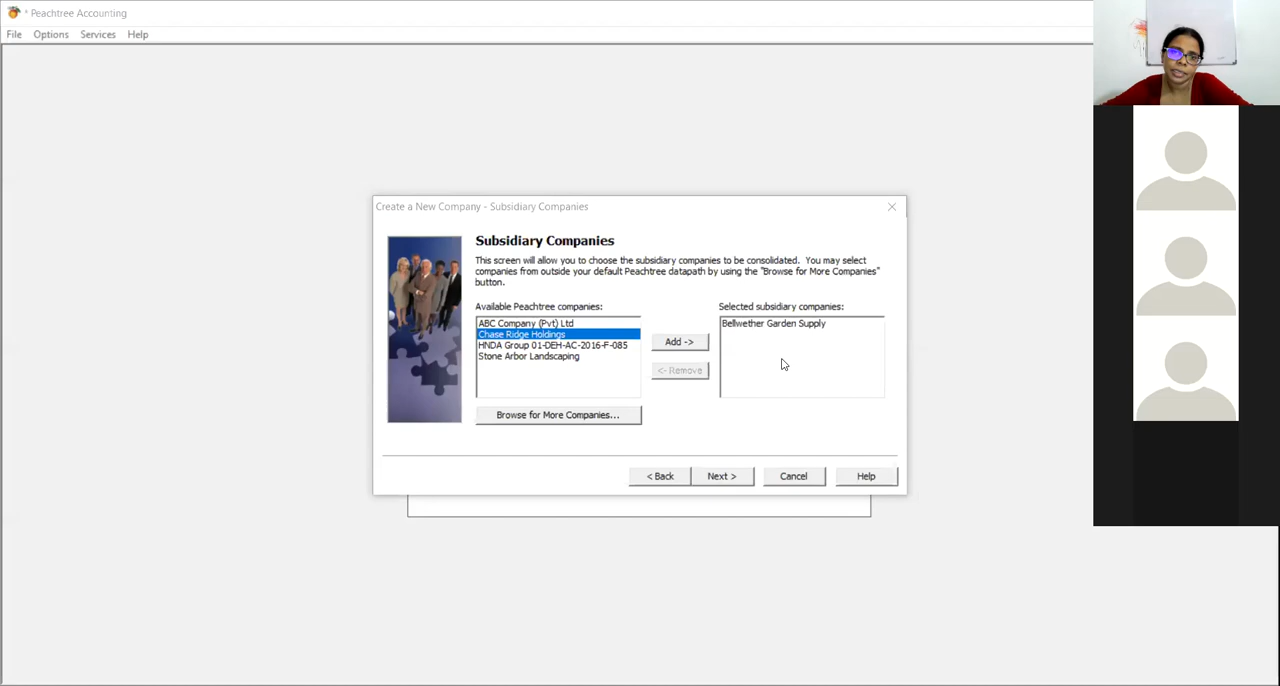 * Peachtree Accounting
File Options Services Help
Create a New Company - Subsidiary Companies
Subsidiary Companies
This screen will allow you to choose the subsidiary companies to be consolidated. You may select
companies from outside your default Peachtree datapath by using the "Browse for More Companies"
button.
Available Peachtree companies:
ABC Company (Pvt) Ltd
Chase Ridge Holdings
HNDA Group 01-DEH-AC-2016-F-085
Stone Arbor Landscaping
Add ->
<- Remove
Selected subsidiary companies:
Bellwether Garden Supply
Browse for More Companies...
< Back Next > Cancel Help